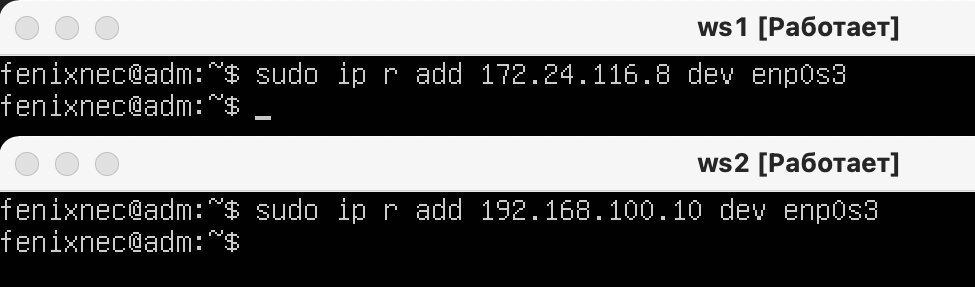 ws1 [Работает]
fenixnec@adm:~$ sudo ip r add 172.24.116.8 dev enp0s3
fenixnec@adm:~$ _
ws2 [Работает]
fenixnec@adm:~$ sudo ip r add 192.168.100.10 dev enp0s3
fenixnec@adm:~$